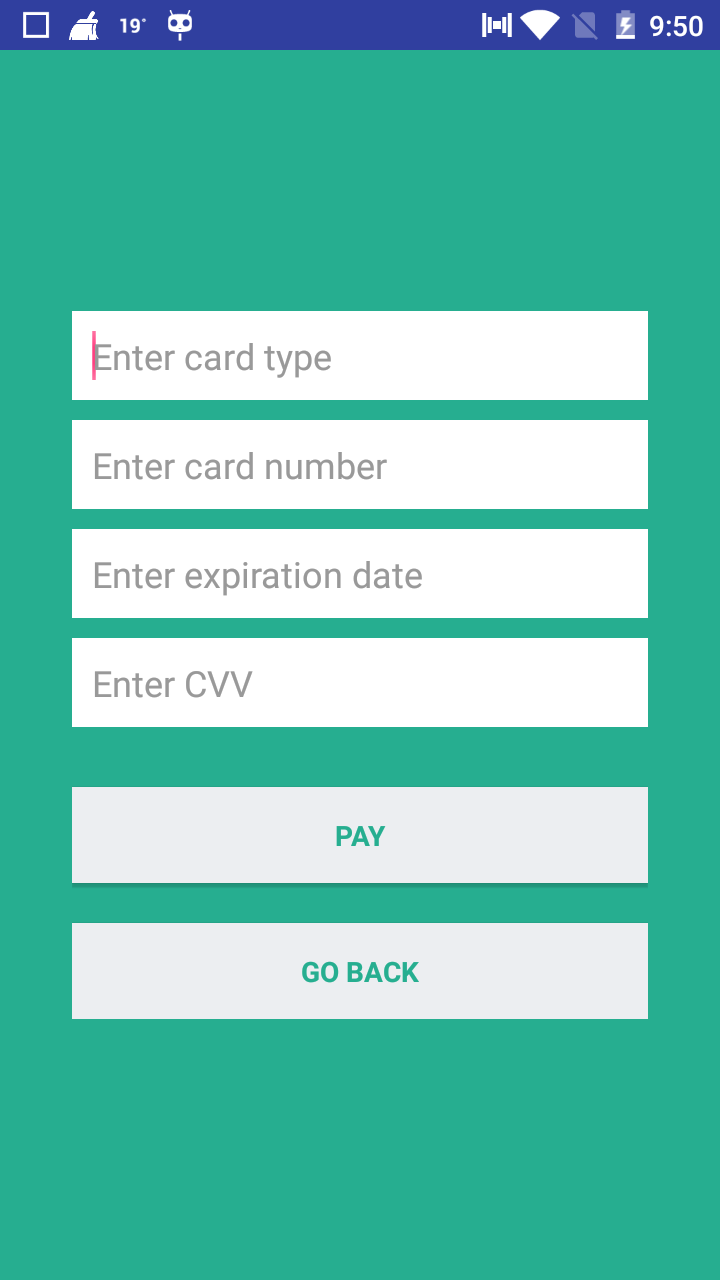 19°
9:50
Enter card type
Enter card number
Enter expiration date
Enter CVV
PAY
GO BACK